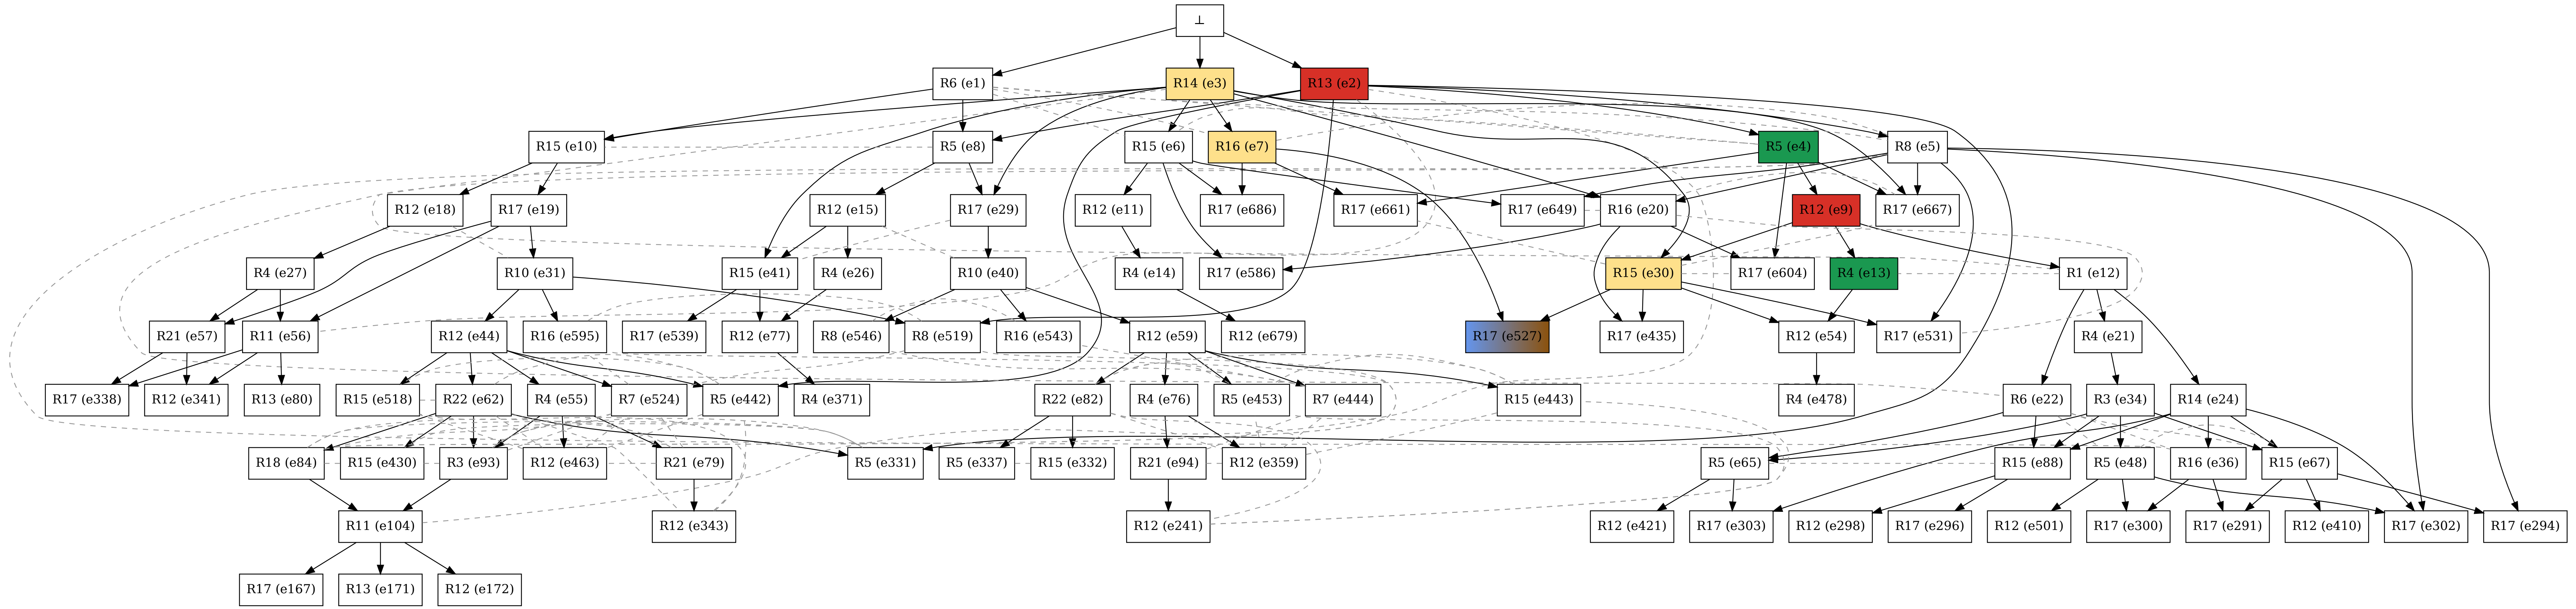 ⊥
R6 (e1) R14 (e3) R13 (e2)
R15 (e10) R5 (e8) R15 (e6) R16 (e7) R5 (e4) R8 (e5)
R12 (e18) R17 (e19) R12 (e15) R17 (e29) R12 (e11) R17 (e686) R17 (e661) R17 (e649) R16 (e20) R12 (e9) R17 (e667)
R4 (e27) R10 (e31) R15 (e41) R4 (e26) R10 (e40) R4 (e14) R17 (e586) R15 (e30) R17 (e604) R4 (e13) R1 (e12)
R21 (e57) R11 (e56) R12 (e44) R16 (e595) R17 (e539) R12 (e77) R8 (e546) R8 (e519) R16 (e543) R12 (e59) R12 (e679) R17 (e527) R17 (e435) R12 (e54) R17 (e531) R4 (e21)
R17 (e338) R12 (e341) R13 (e80) R15 (e518) R22 (e62) R4 (e55) R7 (e524) R5 (e442) R4 (e371) R22 (e82) R4 (e76) R5 (e453) R7 (e444) R15 (e443) R4 (e478) R6 (e22) R3 (e34) R14 (e24)
R18 (e84) R15 (e430) R3 (e93) R12 (e463) R21 (e79) R5 (e331) R5 (e337) R15 (e332) R21 (e94) R12 (e359) R5 (e65) R15 (e88) R5 (e48) R16 (e36) R15 (e67)
R11 (e104) R12 (e343) R12 (e241) R12 (e421) R17 (e303) R12 (e298) R17 (e296) R12 (e501) R17 (e300) R17 (e291) R12 (e410) R17 (e302) R17 (e294)
R17 (e167) R13 (e171) R12 (e172)